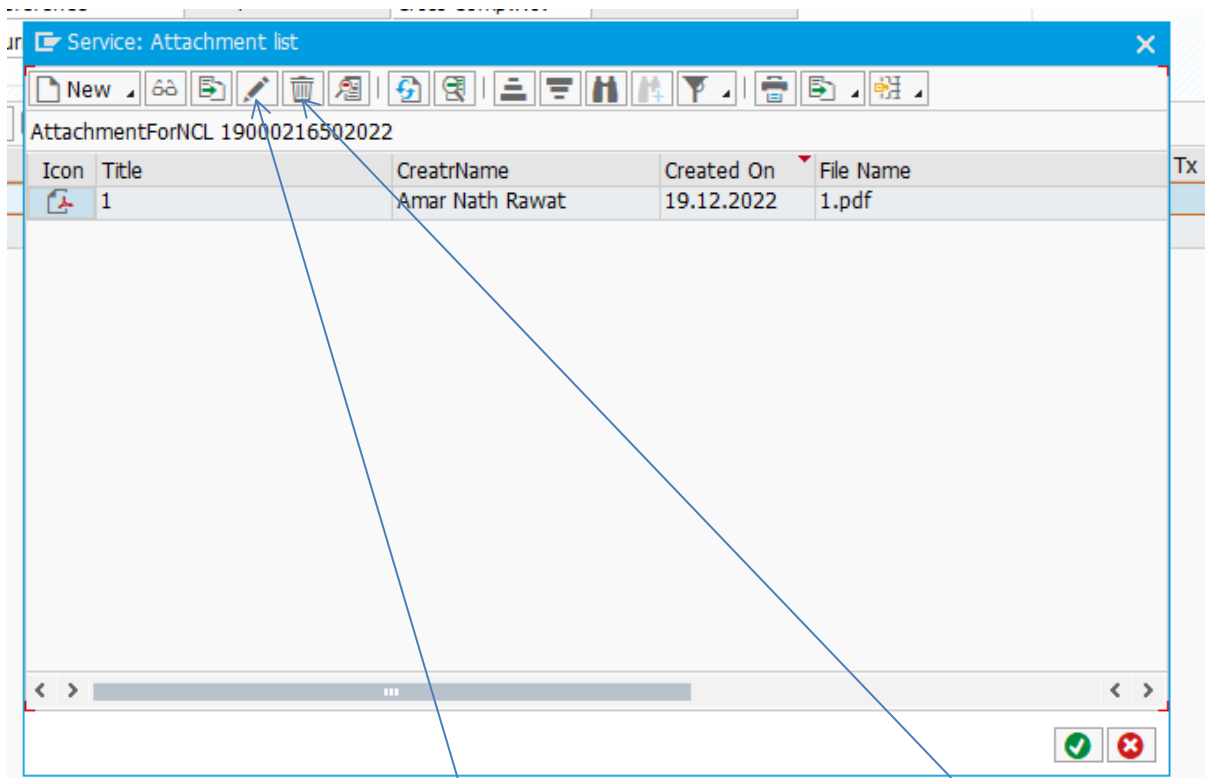 Service: Attachment list
New
AttachmentForNCL 19000216502022
Icon Title CreatrName Created On File Name
Tx
1 Amar Nath Rawat 19.12.2022 1.pdf